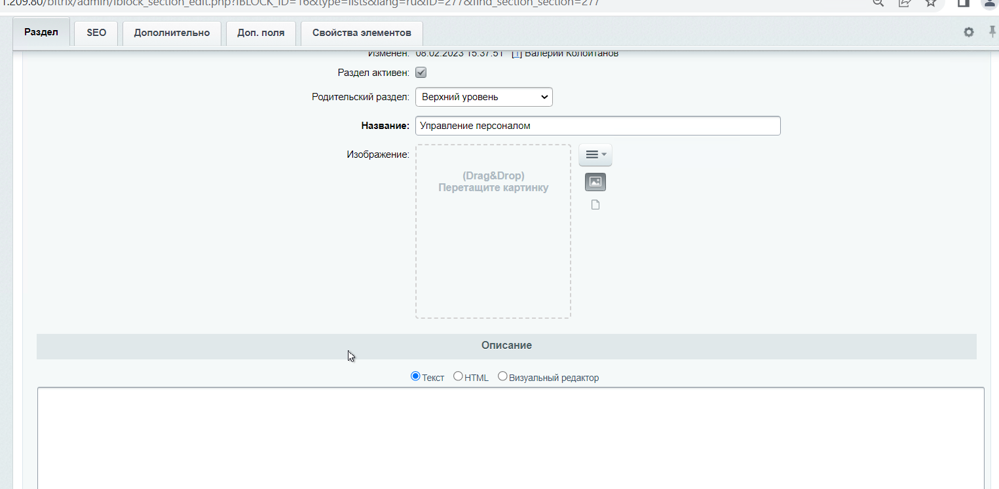 1.209.80/bitrix/admin/iblock_section_edit.php?IBLOCK_ID=16&type=lists&lang=ru&ID=277&find_section_section=277
Раздел SEO Дополнительно Доп. поля Свойства элементов
Изменен: 08.02.2023 15:37:51 [1] Валерий Колоитанов
Раздел активен:
Родительский раздел: Верхний уровень
Название: Управление персоналом
Изображение:
(Drag&Drop)
Перетащите картинку
Описание
Текст HTML Визуальный редактор